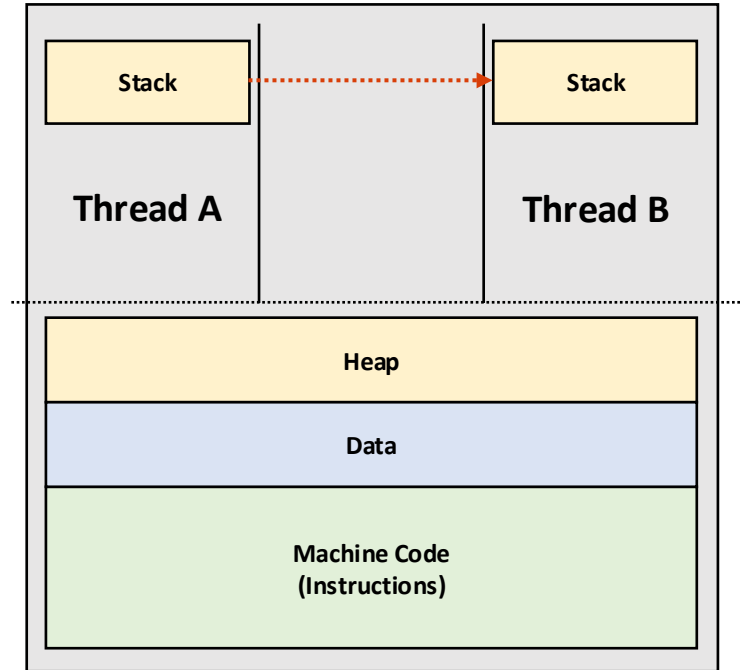 Stack
Stack
Thread A
Thread B
Heap
Data
Machine Code
(Instructions)